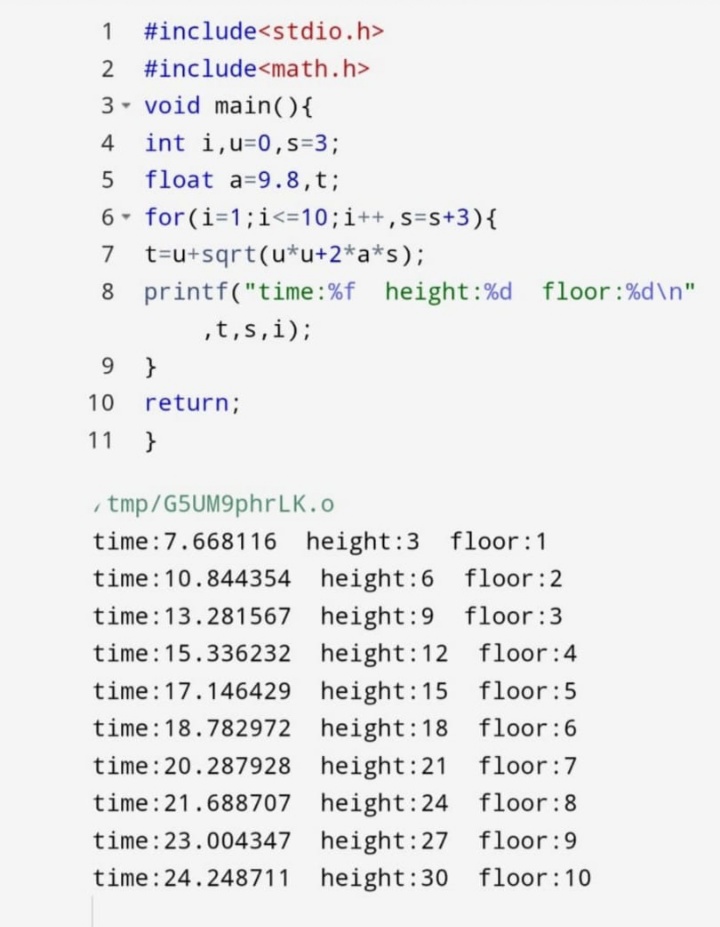 1 #include<stdio.h>
2 #include<math.h>
3 void main(){
4 int i,u=0,s=3;
5 float a=9.8,t;
6 for(i=1;i<=10;i++,s=s+3){
7 t=u+sqrt(u*u+2*a*s);
8 printf("time:%f  height:%d  floor:%d\n"
,t,s,i);
9 }
10 return;
11 }
/tmp/G5UM9phrLK.o
time:7.668116  height:3  floor:1
time:10.844354  height:6  floor:2
time:13.281567  height:9  floor:3
time:15.336232  height:12  floor:4
time:17.146429  height:15  floor:5
time:18.782972  height:18  floor:6
time:20.287928  height:21  floor:7
time:21.688707  height:24  floor:8
time:23.004347  height:27  floor:9
time:24.248711  height:30  floor:10